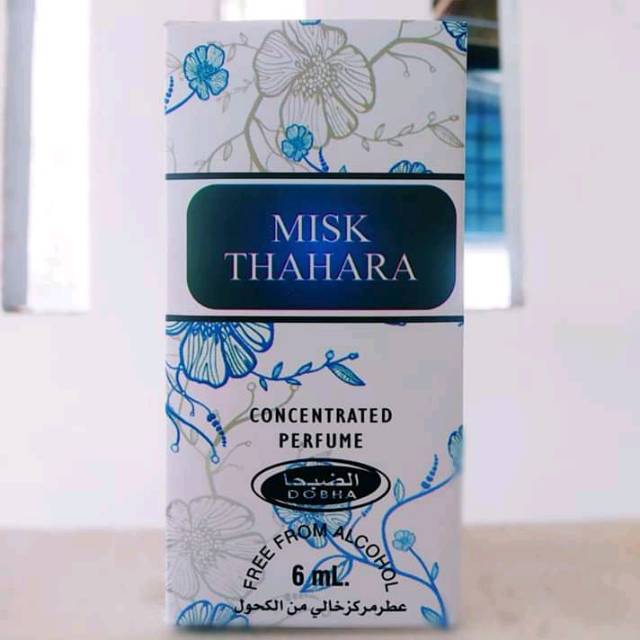 MISK
THAHARA
CONCENTRATED
PERFUME
الضبحا
DOBHA
FREE FROM ALCOHOL
6 mL.
عطر مركز خالي من الكحول